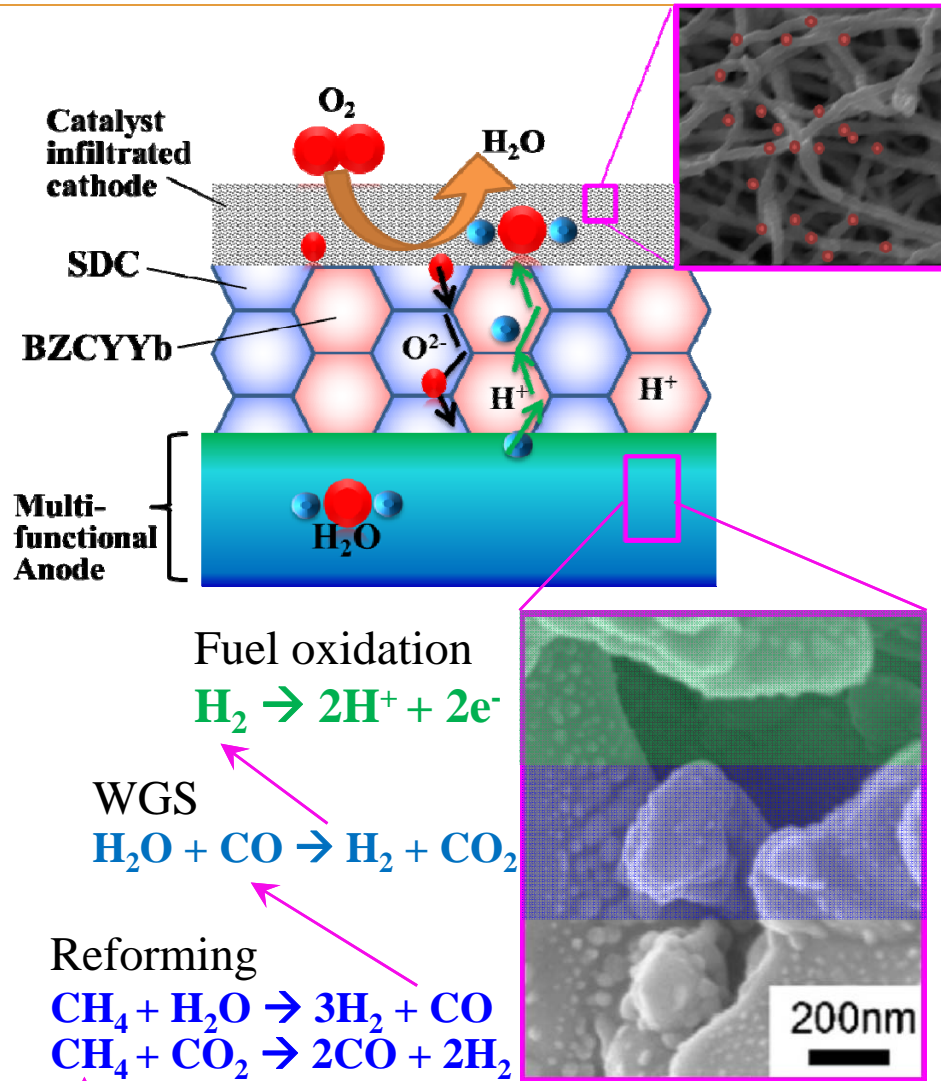 O₂
H₂O
Catalyst
infiltrated
cathode
SDC
BZCYYb
O²⁻
H⁺
H⁺
Multi-
functional
Anode
H₂O
Fuel oxidation
H₂ → 2H⁺ + 2e⁻
WGS
H₂O + CO → H₂ + CO₂
Reforming
CH₄ + H₂O → 3H₂ + CO
CH₄ + CO₂ → 2CO + 2H₂
200nm